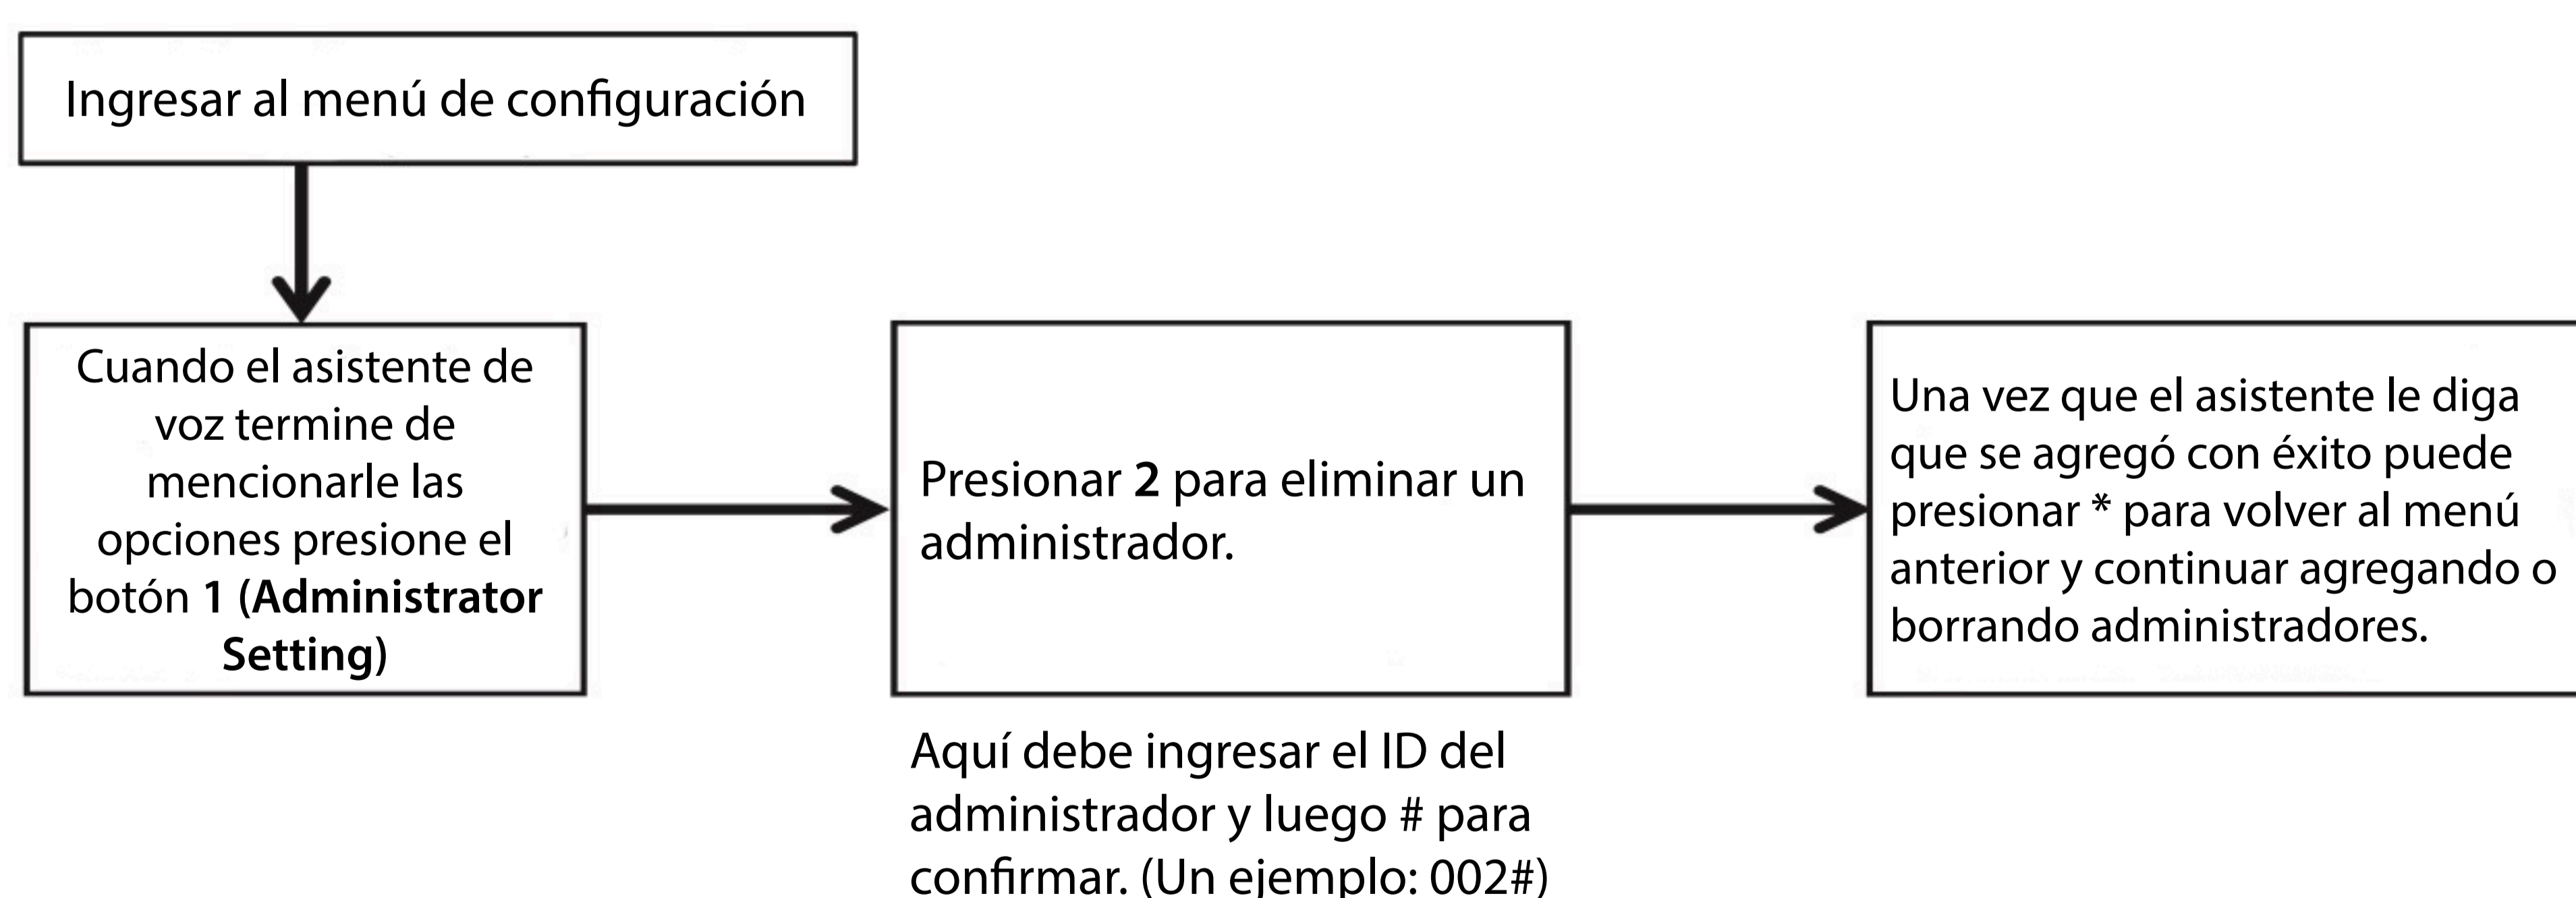 Ingresar al menú de configuración
Cuando el asistente de
voz termine de
mencionarle las
opciones presione el
botón 1 (Administrator
Setting)
Presionar 2 para eliminar un
administrador.
Aquí debe ingresar el ID del
administrador y luego # para
confirmar. (Un ejemplo: 002#)
Una vez que el asistente le diga
que se agregó con éxito puede
presionar * para volver al menú
anterior y continuar agregando o
borrando administradores.